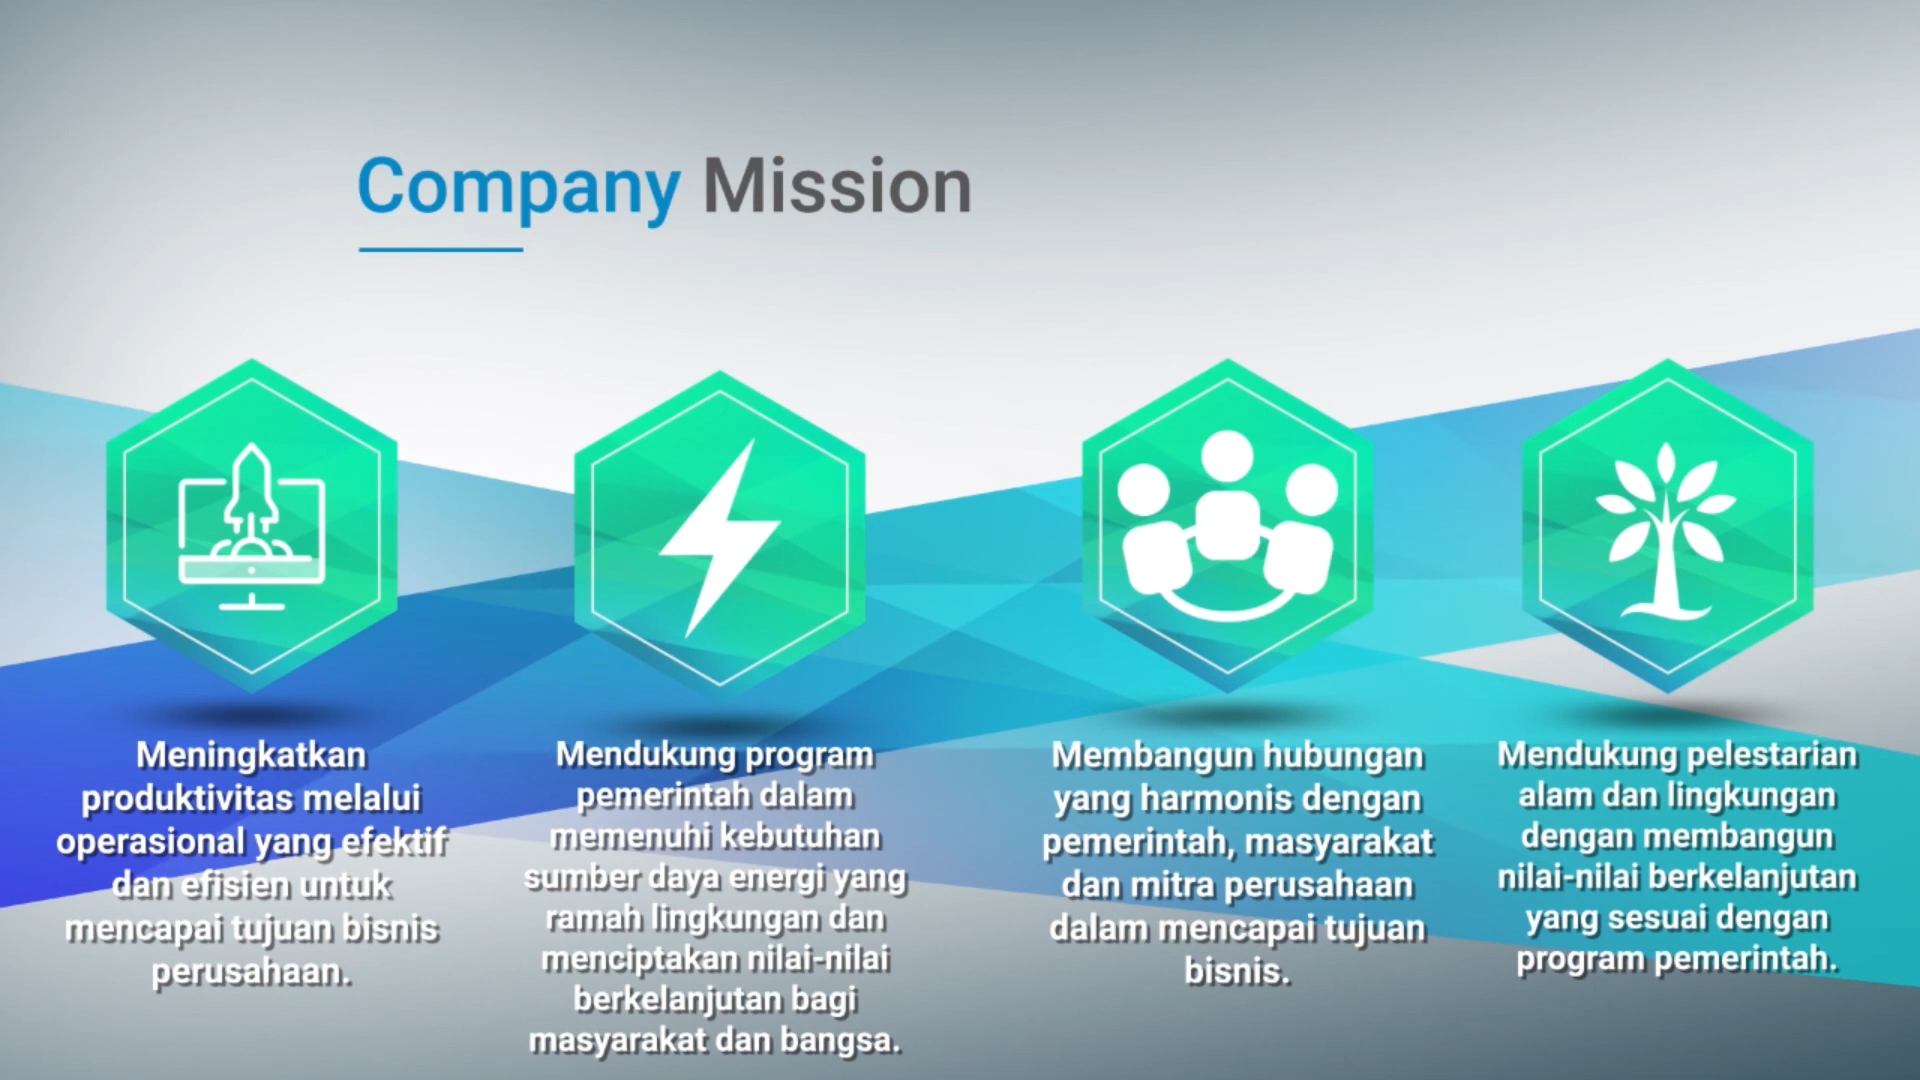 Company Mission
Meningkatkan
produktivitas melalui
operasional yang efektif
dan efisien untuk
mencapai tujuan bisnis
perusahaan.
Mendukung program
pemerintah dalam
memenuhi kebutuhan
sumber daya energi yang
ramah lingkungan dan
menciptakan nilai-nilai
berkelanjutan bagi
masyarakat dan bangsa.
Membangun hubungan
yang harmonis dengan
pemerintah, masyarakat
dan mitra perusahaan
dalam mencapai tujuan
bisnis.
Mendukung pelestarian
alam dan lingkungan
dengan membangun
nilai-nilai berkelanjutan
yang sesuai dengan
program pemerintah.